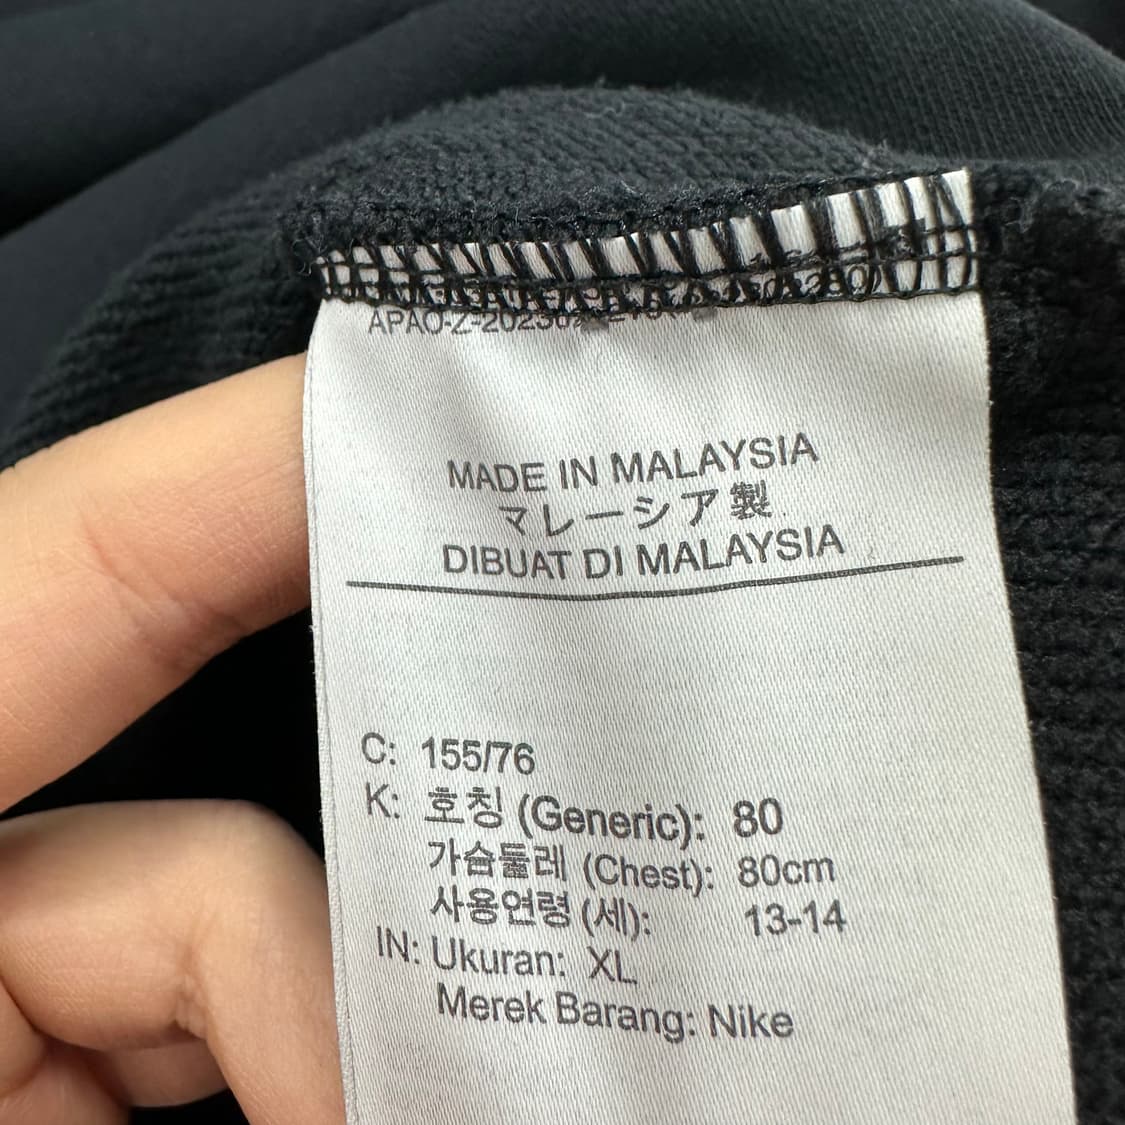 MADE IN MALAYSIA
マレーシア製
DIBUAT DI MALAYSIA
C: 155/76
K: 호칭 (Generic): 80
가슴둘레 (Chest): 80cm
사용연령 (세): 13-14
IN: Ukuran: XL
Merek Barang: Nike